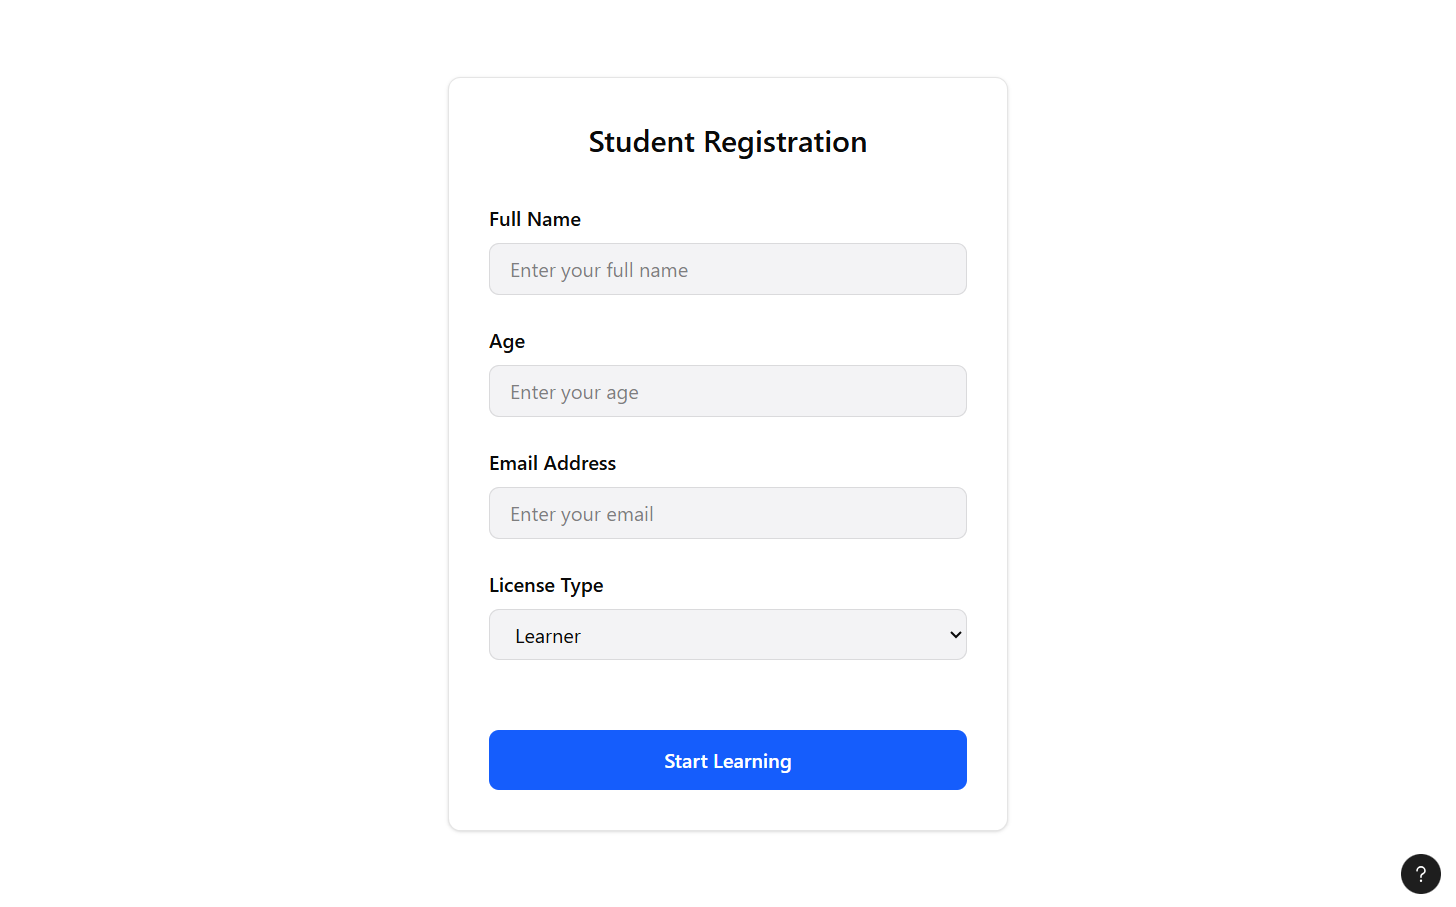 Student Registration
Full Name
Enter your full name
Age
Enter your age
Email Address
Enter your email
License Type
Learner
Start Learning
?